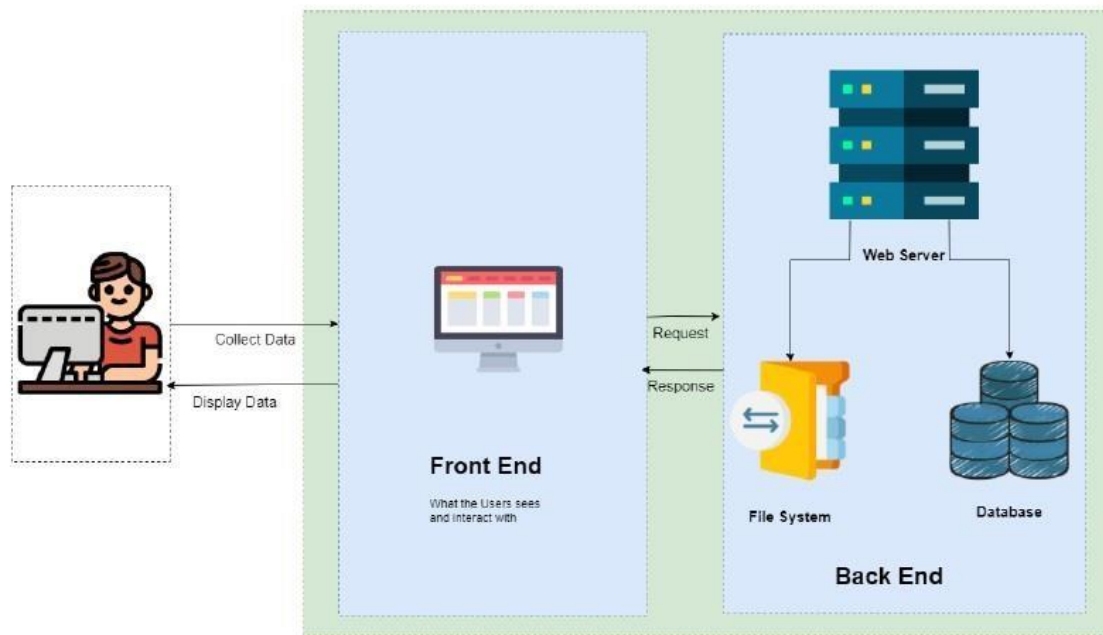 Collect Data
Display Data
Front End
What the Users sees
and interact with
Request
Response
Web Server
File System
Database
Back End